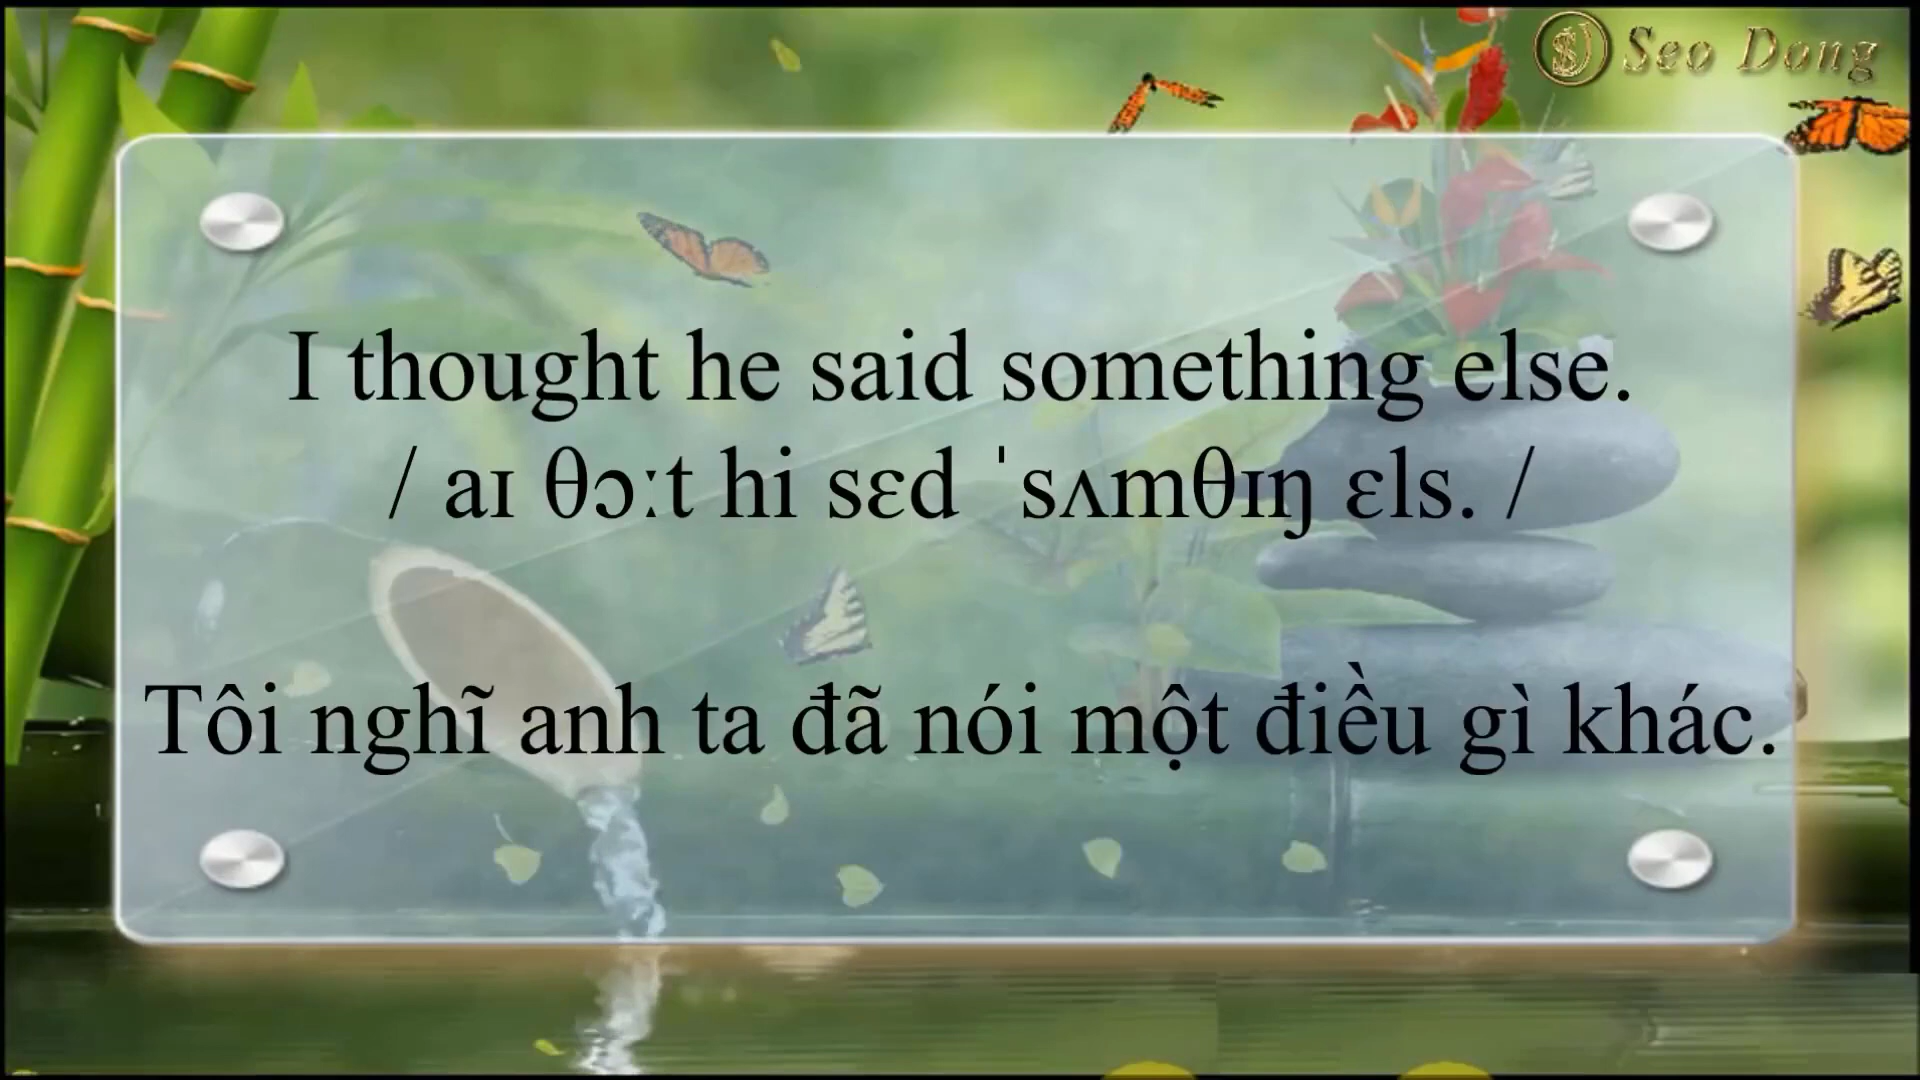 Seo Dong
I thought he said something else.
/ aɪ θɔːt hi sɛd ˈsʌmθɪŋ ɛls. /
Tôi nghĩ anh ta đã nói một điều gì khác.